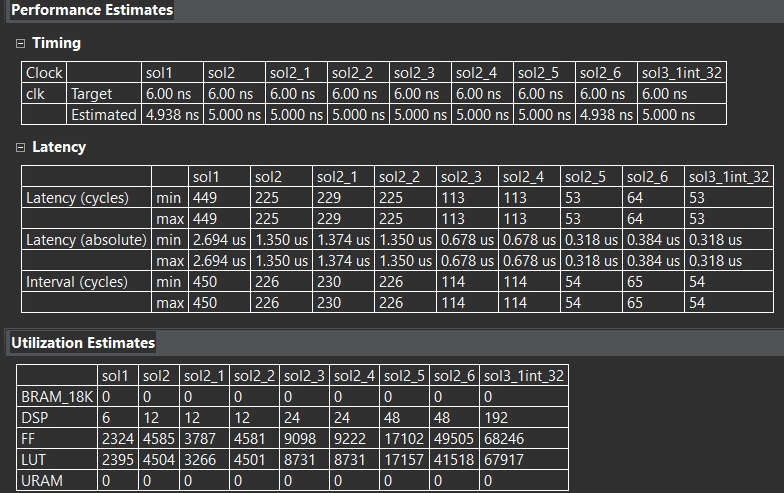 Performance Estimates
Timing
Clock sol1 sol2 sol2_1 sol2_2 sol2_3 sol2_4 sol2_5 sol2_6 sol3_1int_32
clk Target 6.00 ns 6.00 ns 6.00 ns 6.00 ns 6.00 ns 6.00 ns 6.00 ns 6.00 ns 6.00 ns
Estimated 4.938 ns 5.000 ns 5.000 ns 5.000 ns 5.000 ns 5.000 ns 5.000 ns 4.938 ns 5.000 ns
Latency
sol1 sol2 sol2_1 sol2_2 sol2_3 sol2_4 sol2_5 sol2_6 sol3_1int_32
Latency (cycles) min 449 225 229 225 113 113 53 64 53
max 449 225 229 225 113 113 53 64 53
Latency (absolute) min 2.694 us 1.350 us 1.374 us 1.350 us 0.678 us 0.678 us 0.318 us 0.384 us 0.318 us
max 2.694 us 1.350 us 1.374 us 1.350 us 0.678 us 0.678 us 0.318 us 0.384 us 0.318 us
Interval (cycles) min 450 226 230 226 114 114 54 65 54
max 450 226 230 226 114 114 54 65 54
Utilization Estimates
sol1 sol2 sol2_1 sol2_2 sol2_3 sol2_4 sol2_5 sol2_6 sol3_1int_32
BRAM_18K 0 0 0 0 0 0 0 0 0
DSP 6 12 12 12 24 24 48 48 192
FF 2324 4585 3787 4581 9098 9222 17102 49505 68246
LUT 2395 4504 3266 4501 8731 8731 17157 41518 67917
URAM 0 0 0 0 0 0 0 0 0